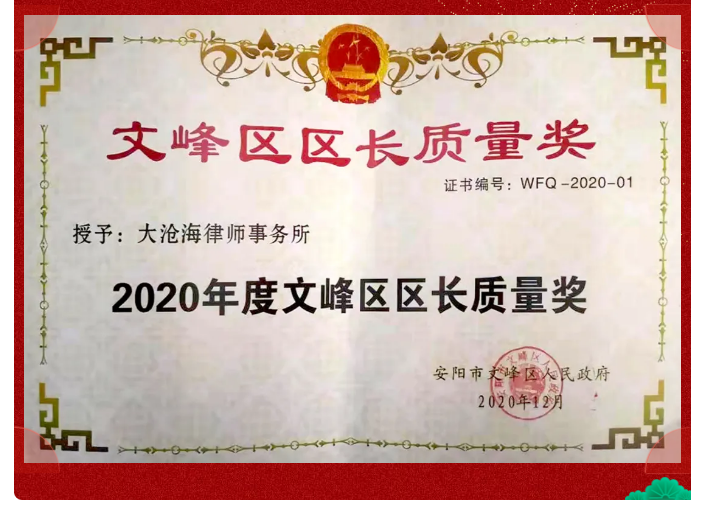 文峰区区长质量奖
证书编号：WFQ-2020-01
授予：大沧海律师事务所
2020年度文峰区区长质量奖
安阳市文峰区人民政府
2020年12月